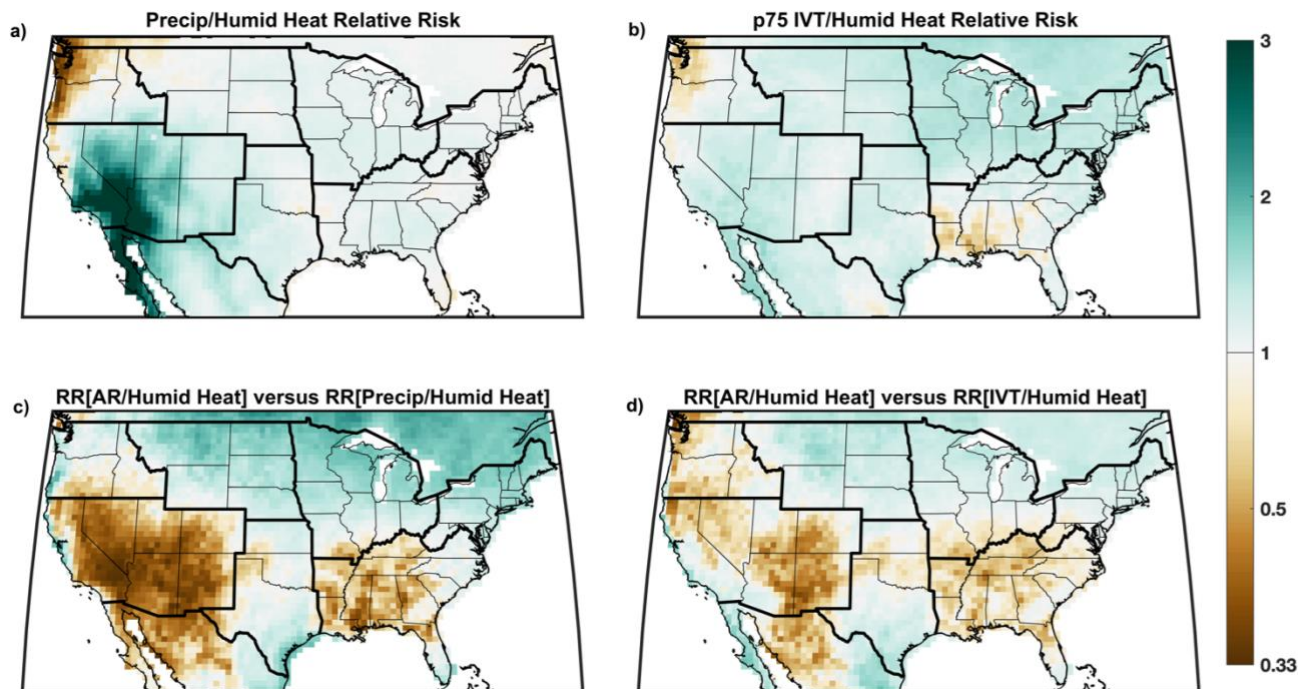 a)
Precip/Humid Heat Relative Risk
b)
p75 IVT/Humid Heat Relative Risk
3
2
1
0.5
0.33
c)
RR[AR/Humid Heat] versus RR[Precip/Humid Heat]
d)
RR[AR/Humid Heat] versus RR[IVT/Humid Heat]